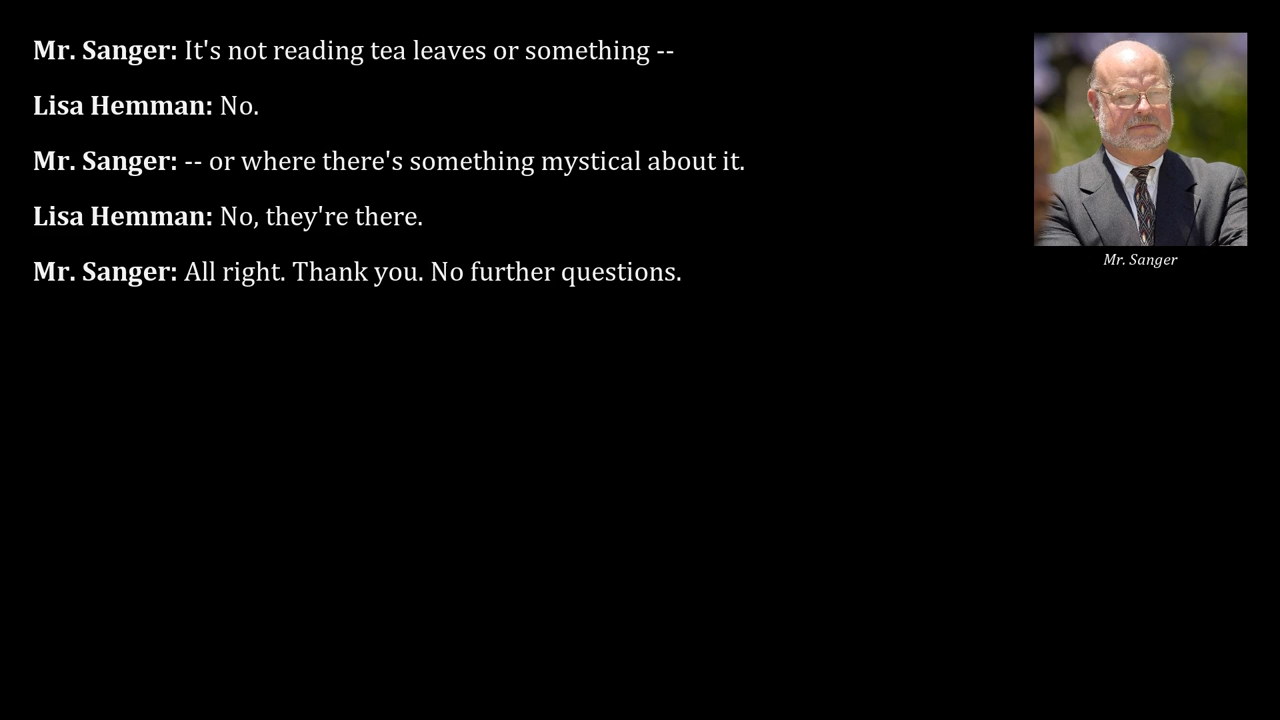 Mr. Sanger: It's not reading tea leaves or something --
Lisa Hemman: No.
Mr. Sanger: -- or where there's something mystical about it.
Lisa Hemman: No, they're there.
Mr. Sanger: All right. Thank you. No further questions.
Mr. Sanger